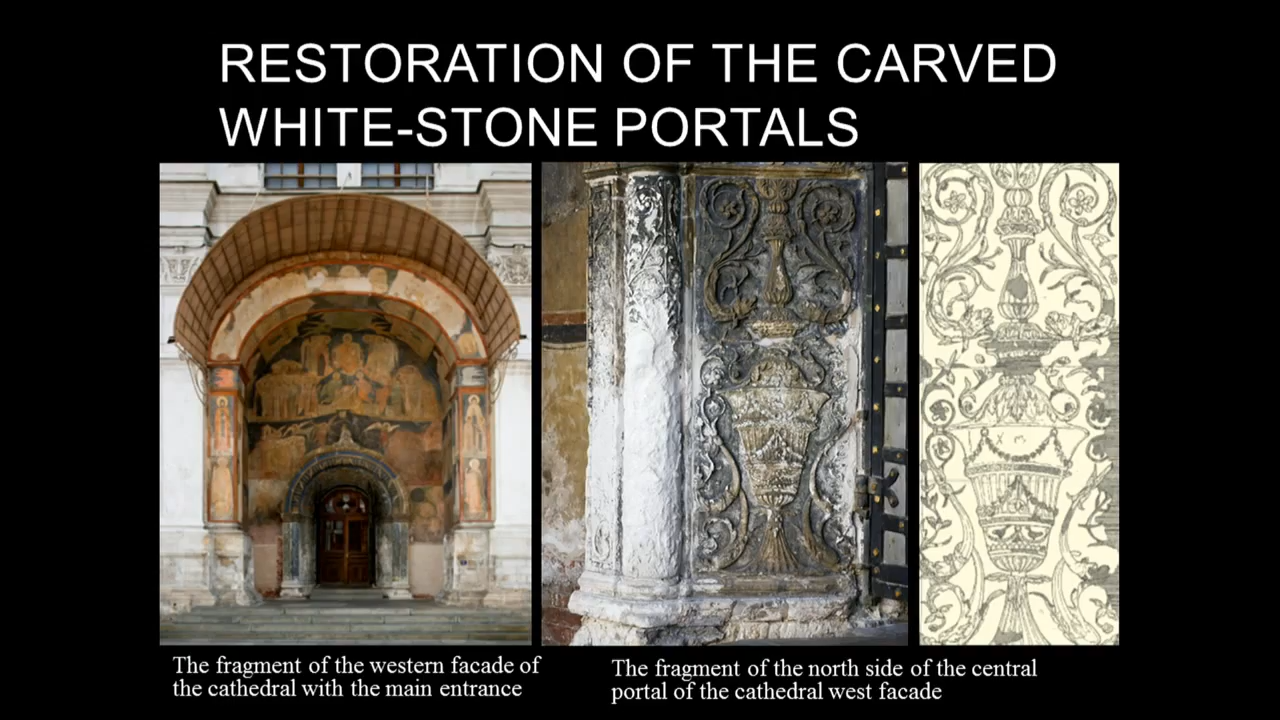 RESTORATION OF THE CARVED
WHITE-STONE PORTALS
The fragment of the western facade of
the cathedral with the main entrance
The fragment of the north side of the central
portal of the cathedral west facade